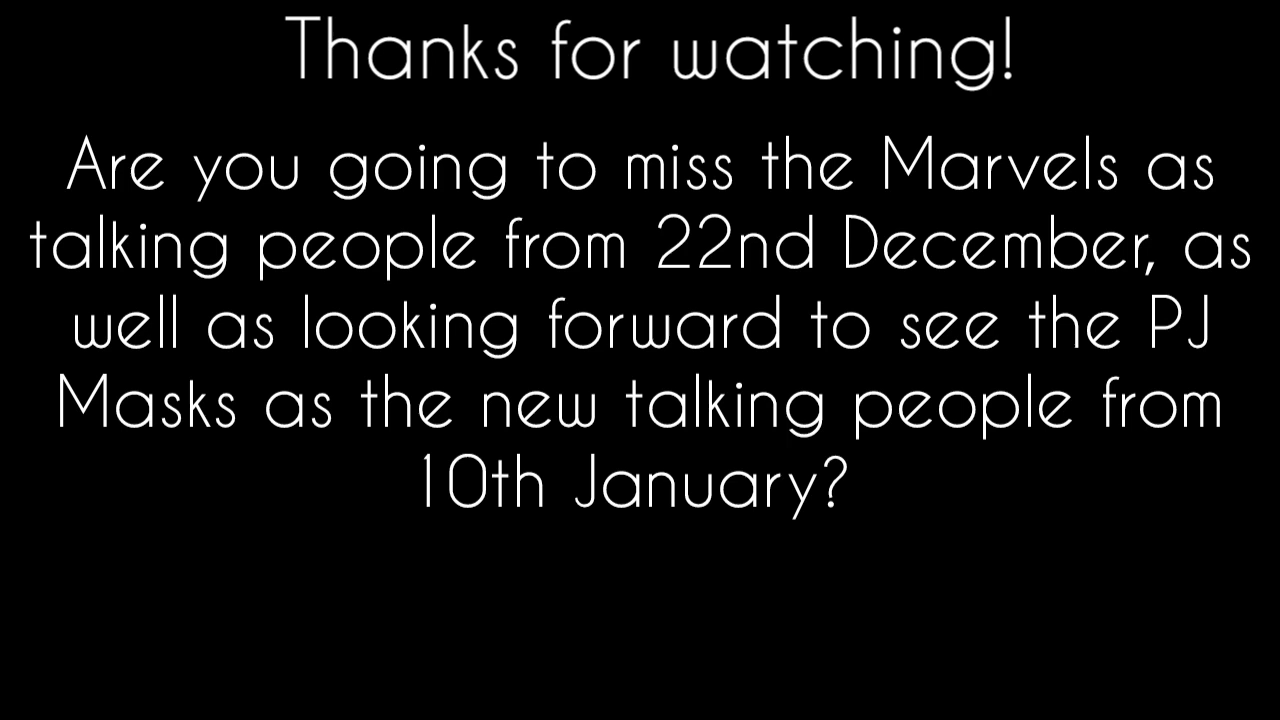 Thanks for watching!
Are you going to miss the Marvels as
talking people from 22nd December, as
well as looking forward to see the PJ
Masks as the new talking people from
10th January?